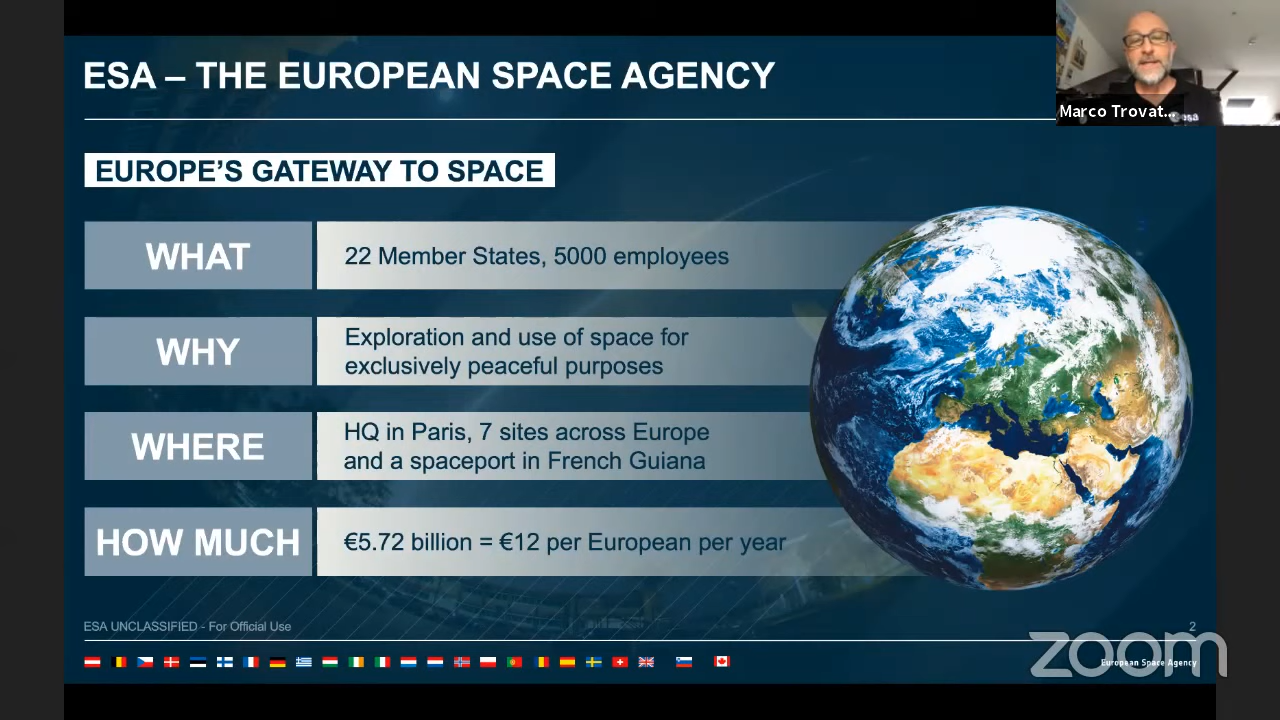 ESA – THE EUROPEAN SPACE AGENCY
Marco Trovat...
esa
EUROPE'S GATEWAY TO SPACE
WHAT
22 Member States, 5000 employees
WHY
Exploration and use of space for
exclusively peaceful purposes
WHERE
HQ in Paris, 7 sites across Europe
and a spaceport in French Guiana
HOW MUCH
€5.72 billion = €12 per European per year
ESA UNCLASSIFIED - For Official Use
2
zoom
European Space Agency